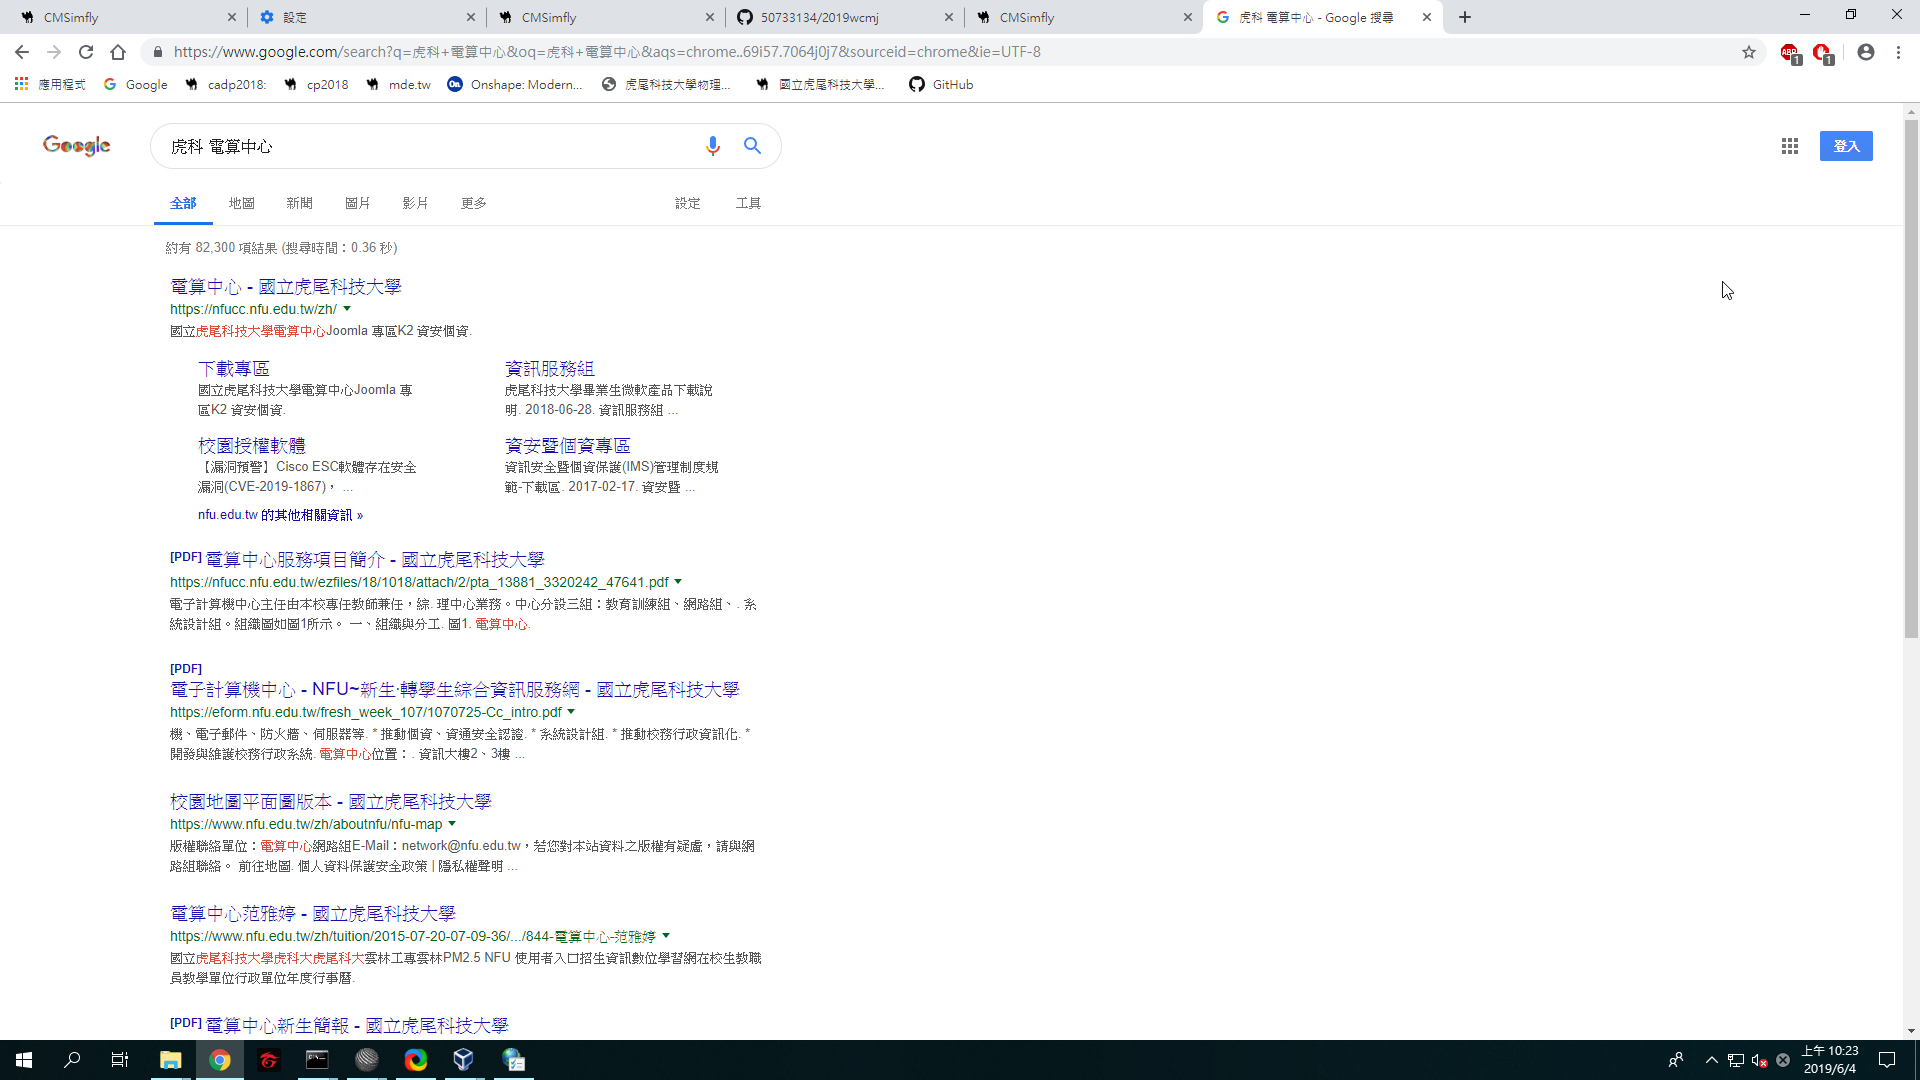 CMSimfly
設定
CMSimfly
50733134/2019wcmj
CMSimfly
虎科 電算中心 - Google 搜尋
https://www.google.com/search?q=虎科+電算中心&oq=虎科+電算中心&aqs=chrome..69i57.7064j0j7&sourceid=chrome&ie=UTF-8
ABP 1
1
應用程式
Google
cadp2018:
cp2018
mde.tw
On
Onshape: Modern...
虎尾科技大學物理...
國立虎尾科技大學...
GitHub
Google
虎科 電算中心
登入
全部
地圖
新聞
圖片
影片
更多
設定
工具
約有 82,300 項結果 (搜尋時間：0.36 秒)
電算中心 - 國立虎尾科技大學
https://nfucc.nfu.edu.tw/zh/
國立虎尾科技大學電算中心Joomla 專區K2 資安個資.
下載專區
國立虎尾科技大學電算中心Joomla 專
區K2 資安個資.
資訊服務組
虎尾科技大學畢業生微軟產品下載說
明. 2018-06-28. 資訊服務組 ...
校園授權軟體
【漏洞預警】Cisco ESC軟體存在安全
漏洞(CVE-2019-1867)， ...
資安暨個資專區
資訊安全暨個資保護(IMS)管理制度規
範-下載區. 2017-02-17. 資安暨 ...
nfu.edu.tw 的其他相關資訊 »
[PDF] 電算中心服務項目簡介 - 國立虎尾科技大學
https://nfucc.nfu.edu.tw/ezfiles/18/1018/attach/2/pta_13881_3320242_47641.pdf
電子計算機中心主任由本校專任教師兼任，綜. 理中心業務。中心分設三組：教育訓練組、網路組、. 系
統設計組。組織圖如圖1所示。 一、組織與分工. 圖1. 電算中心.
[PDF]
電子計算機中心 - NFU~新生‧轉學生綜合資訊服務網 - 國立虎尾科技大學
https://eform.nfu.edu.tw/fresh_week_107/1070725-Cc_intro.pdf
機、電子郵件、防火牆、伺服器等. * 推動個資、資通安全認證. * 系統設計組. * 推動校務行政資訊化. *
開發與維護校務行政系統. 電算中心位置：. 資訊大樓2、3樓 ...
校園地圖平面圖版本 - 國立虎尾科技大學
https://www.nfu.edu.tw/zh/aboutnfu/nfu-map
版權聯絡單位：電算中心網路組E-Mail：network@nfu.edu.tw，若您對本站資料之版權有疑慮，請與網
路組聯絡。 前往地圖. 個人資料保護安全政策 | 隱私權聲明 ...
電算中心范雅婷 - 國立虎尾科技大學
https://www.nfu.edu.tw/zh/tuition/2015-07-20-07-09-36/.../844-電算中心-范雅婷
國立虎尾科技大學虎科大虎尾科大雲林工專雲林PM2.5 NFU 使用者入口招生資訊數位學習網在校生教職
員教學單位行政單位年度行事曆.
[PDF] 電算中心新生簡報 - 國立虎尾科技大學
上午 10:23
2019/6/4